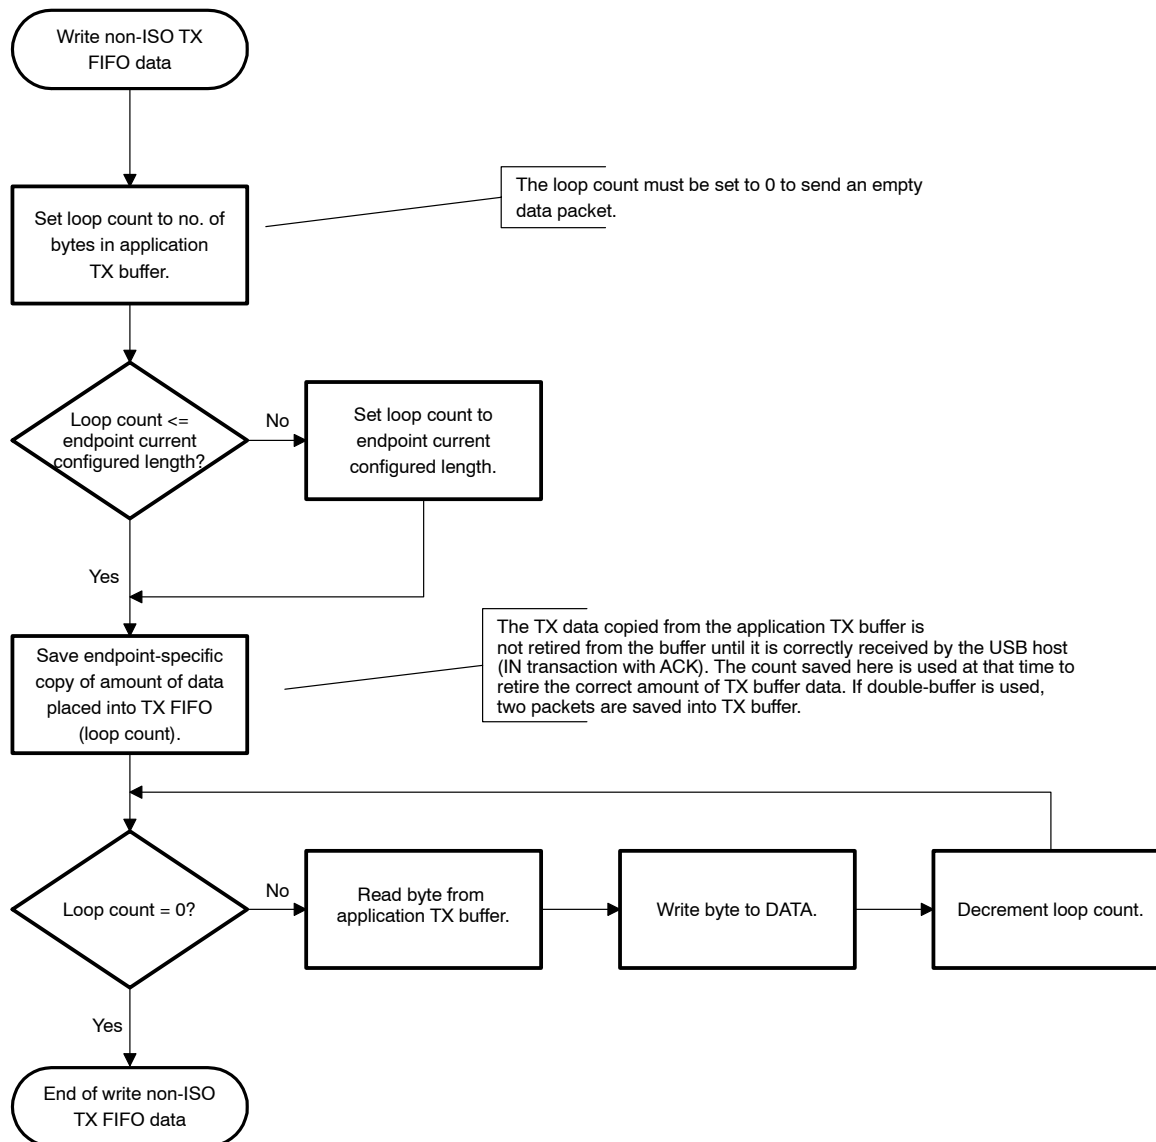 Write non-ISO TX
FIFO data
The loop count must be set to 0 to send an empty
data packet.
Set loop count to no. of
bytes in application
TX buffer.
Loop count <=
endpoint current
configured length?
No
Set loop count to
endpoint current
configured length.
Yes
The TX data copied from the application TX buffer is
not retired from the buffer until it is correctly received by the USB host
(IN transaction with ACK). The count saved here is used at that time to
retire the correct amount of TX buffer data. If double-buffer is used,
two packets are saved into TX buffer.
Save endpoint-specific
copy of amount of data
placed into TX FIFO
(loop count).
Loop count = 0?
No
Read byte from
application TX buffer.
Write byte to DATA.
Decrement loop count.
Yes
End of write non-ISO
TX FIFO data